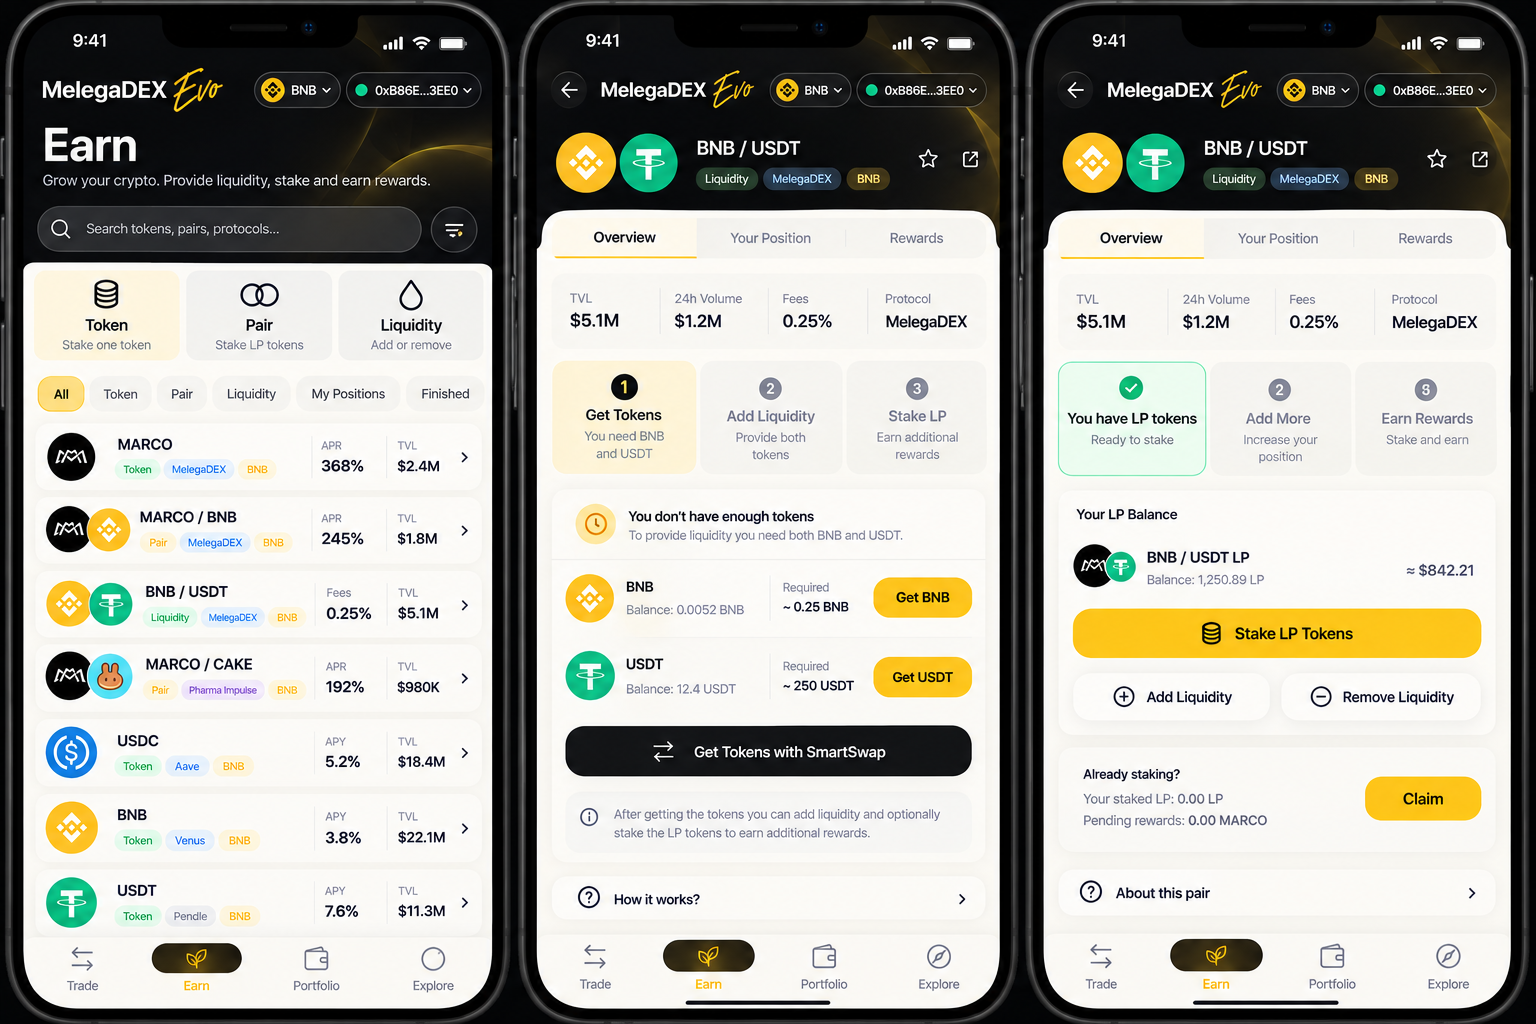 9:41
MelegaDEX Evo
BNB
0xB86E...3EE0
Earn
Grow your crypto. Provide liquidity, stake and earn rewards.
Search tokens, pairs, protocols...
Token
Stake one token
Pair
Stake LP tokens
Liquidity
Add or remove
All
Token
Pair
Liquidity
My Positions
Finished
MARCO
Token
MelegaDEX
BNB
APR
368%
TVL
$2.4M
MARCO / BNB
Pair
MelegaDEX
BNB
APR
245%
TVL
$1.8M
BNB / USDT
Liquidity
MelegaDEX
BNB
Fees
0.25%
TVL
$5.1M
MARCO / CAKE
Pair
Pharma Impulse
BNB
APR
192%
TVL
$980K
USDC
Token
Aave
BNB
APY
5.2%
TVL
$18.4M
BNB
Token
Venus
BNB
APY
3.8%
TVL
$22.1M
USDT
Token
Pendle
BNB
APY
7.6%
TVL
$11.3M
Trade
Earn
Portfolio
Explore
9:41
MelegaDEX Evo
BNB
0xB86E...3EE0
BNB / USDT
Liquidity
MelegaDEX
BNB
Overview
Your Position
Rewards
TVL
$5.1M
24h Volume
$1.2M
Fees
0.25%
Protocol
MelegaDEX
1
Get Tokens
You need BNB
and USDT
2
Add Liquidity
Provide both
tokens
3
Stake LP
Earn additional
rewards
You don't have enough tokens
To provide liquidity you need both BNB and USDT.
BNB
Balance: 0.0052 BNB
Required
~ 0.25 BNB
Get BNB
USDT
Balance: 12.4 USDT
Required
~ 250 USDT
Get USDT
Get Tokens with SmartSwap
After getting the tokens you can add liquidity and optionally
stake the LP tokens to earn additional rewards.
How it works?
Trade
Earn
Portfolio
Explore
9:41
MelegaDEX Evo
BNB
0xB86E...3EE0
BNB / USDT
Liquidity
MelegaDEX
BNB
Overview
Your Position
Rewards
TVL
$5.1M
24h Volume
$1.2M
Fees
0.25%
Protocol
MelegaDEX
You have LP tokens
Ready to stake
2
Add More
Increase your
position
8
Earn Rewards
Stake and earn
Your LP Balance
BNB / USDT LP
Balance: 1,250.89 LP
≈ $842.21
Stake LP Tokens
Add Liquidity
Remove Liquidity
Already staking?
Your staked LP: 0.00 LP
Pending rewards: 0.00 MARCO
Claim
About this pair
Trade
Earn
Portfolio
Explore